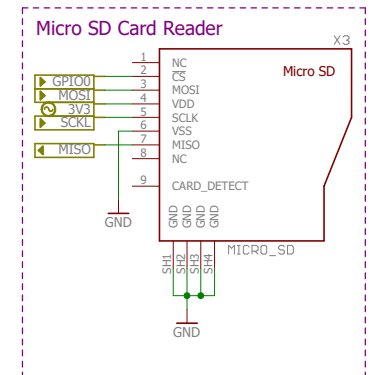 Micro SD Card Reader
X3
Micro SD
1 NC
GPIO0 2 CS
MOSI 3 MOSI
3V3 4 VDD
SCKL 5 SCLK
6 VSS
MISO 7 MISO
8 NC
9 CARD_DETECT
GND
GND GND GND GND
MICRO_SD
SH1 SH2 SH3 SH4
GND